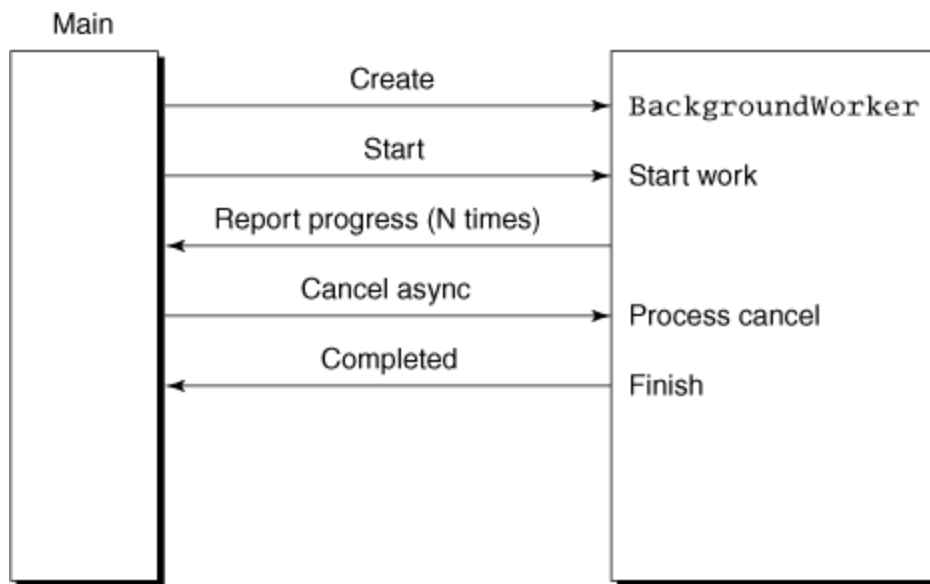 Main
Create
BackgroundWorker
Start
Start work
Report progress (N times)
Cancel async
Process cancel
Completed
Finish